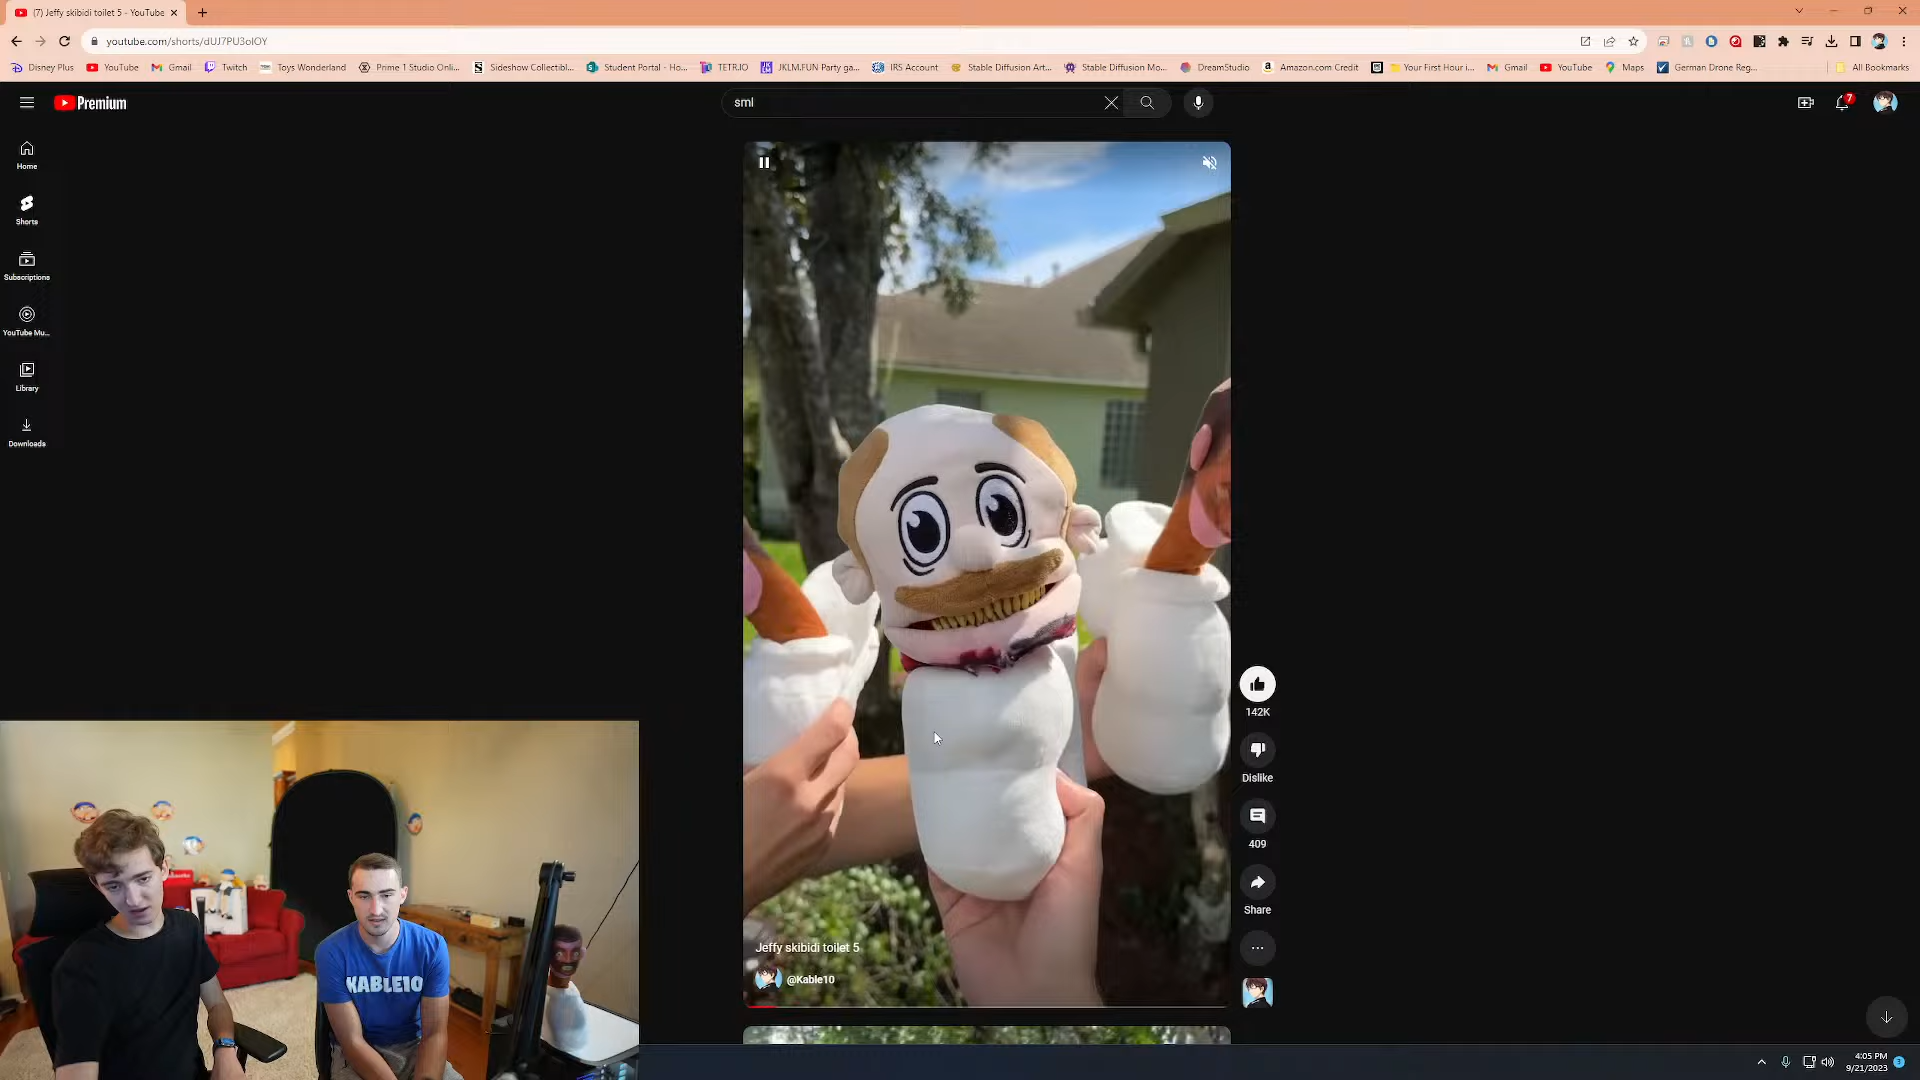 (7) Jeffy skibidi toilet 5 - YouTube
youtube.com/shorts/dUJ7PU3oIOY
Disney Plus
YouTube
Gmail
Twitch
Toys Wonderland
Prime 1 Studio Onli...
Sideshow Collectibl...
Student Portal - Ho...
TETR.IO
JKLM.FUN Party ga...
IRS Account
Stable Diffusion Art...
Stable Diffusion Mo...
DreamStudio
Amazon.com Credit
Your First Hour i...
Gmail
YouTube
Maps
German Drone Reg...
All Bookmarks
Premium
sml
7
Home
Shorts
Subscriptions
YouTube Mu...
Library
Downloads
142K
Dislike
409
Share
Jeffy skibidi toilet 5
@Kable10
KABLE10
4:05 PM
9/21/2023
3